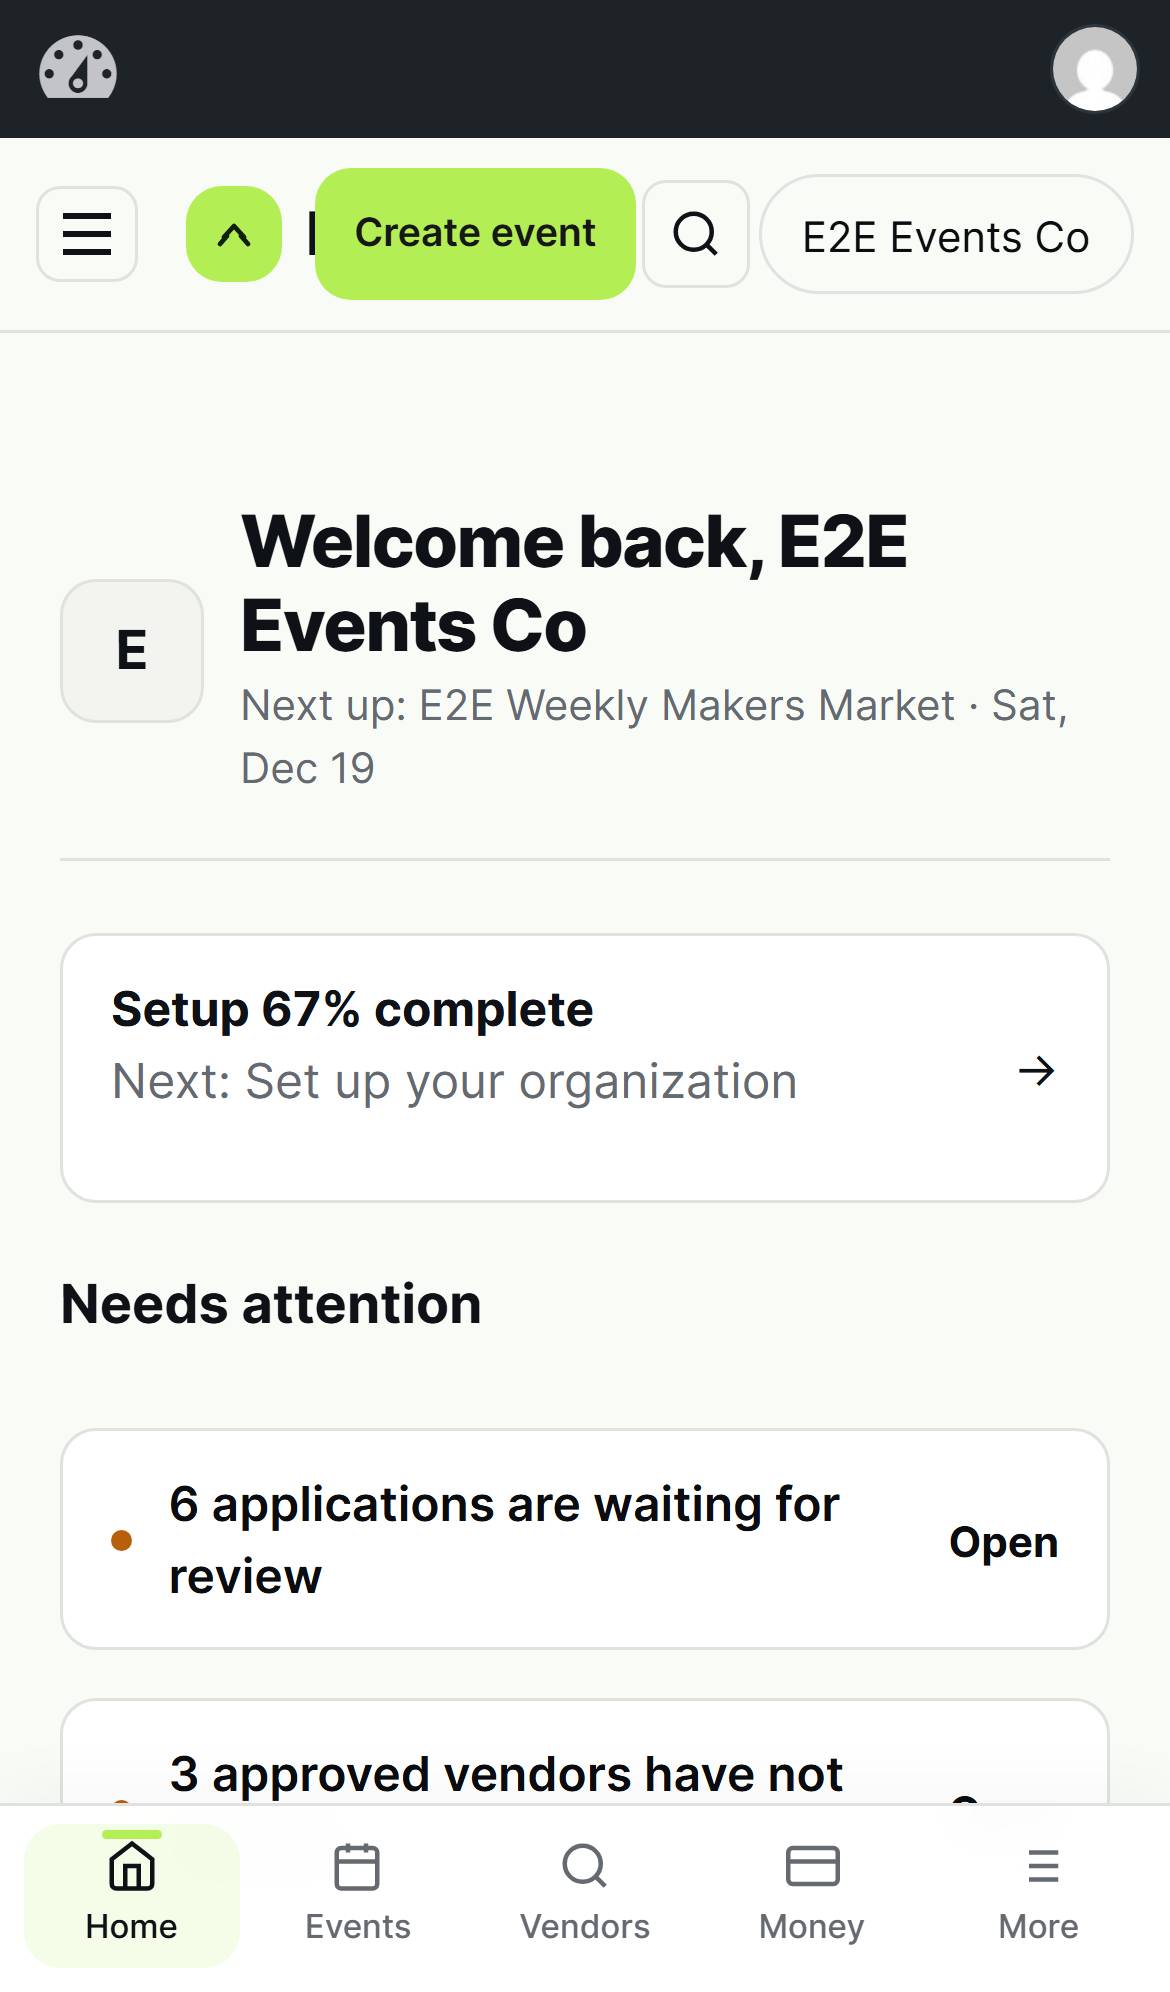 Create event
E2E Events Co
Welcome back, E2E
Events Co
E
Next up: E2E Weekly Makers Market · Sat,
Dec 19
Setup 67% complete
Next: Set up your organization
→
Needs attention
6 applications are waiting for
review
Open
3 approved vendors have not
Home
Events
Vendors
Money
More